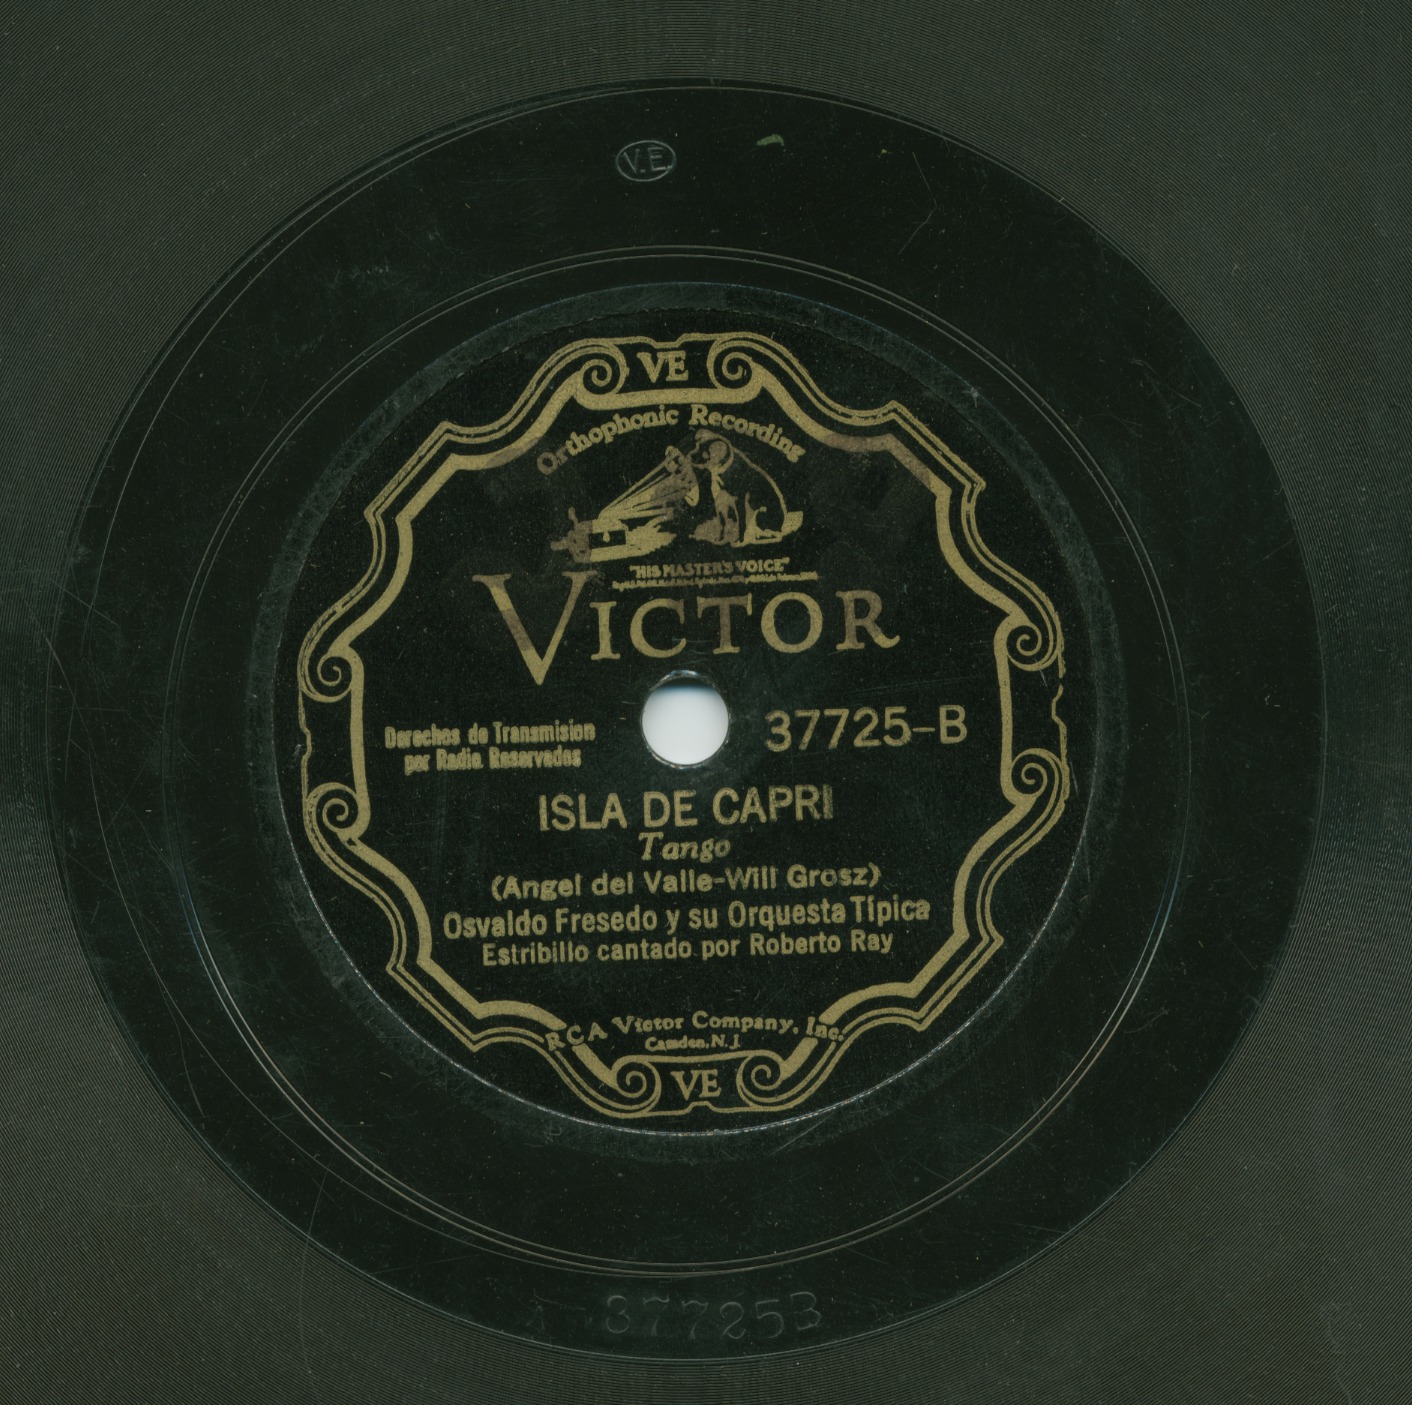 V.E.
VE
Orthophonic Recording
"HIS MASTER'S VOICE"
VICTOR
Derechos de Transmision
por Radio Reservados
37725-B
ISLA DE CAPRI
Tango
(Angel del Valle-Will Grosz)
Osvaldo Fresedo y su Orquesta Típica
Estribillo cantado por Roberto Ray
RCA Victor Company, Inc.
Camden, N. J.
VE
37725B